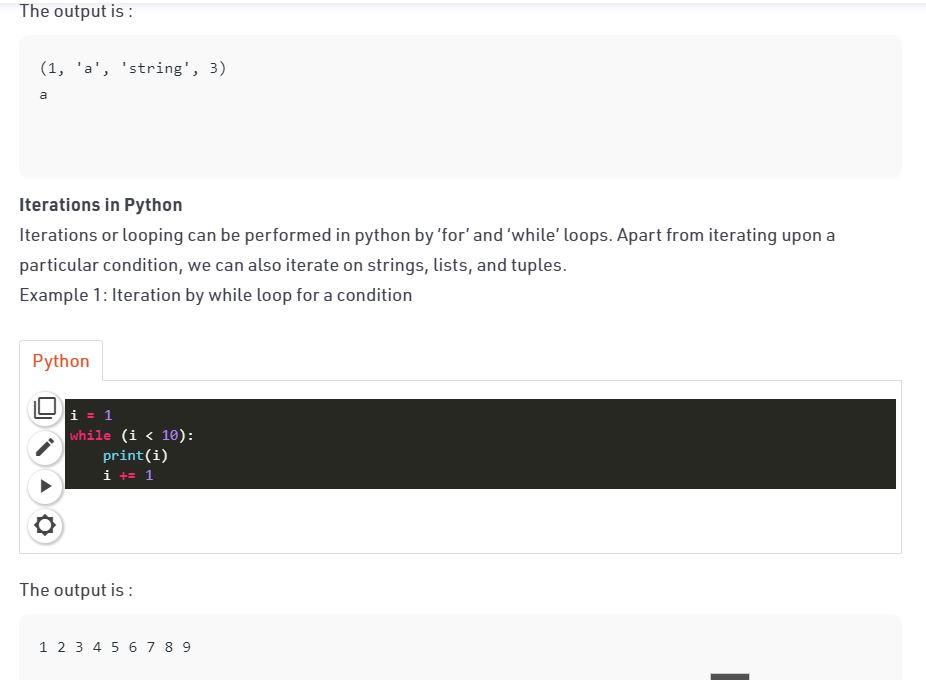 The output is :
(1, 'a', 'string', 3)
a
Iterations in Python
Iterations or looping can be performed in python by ‘for’ and ‘while’ loops. Apart from iterating upon a
particular condition, we can also iterate on strings, lists, and tuples.
Example 1: Iteration by while loop for a condition
Python
i = 1
while (i < 10):
    print(i)
    i += 1
The output is :
1 2 3 4 5 6 7 8 9